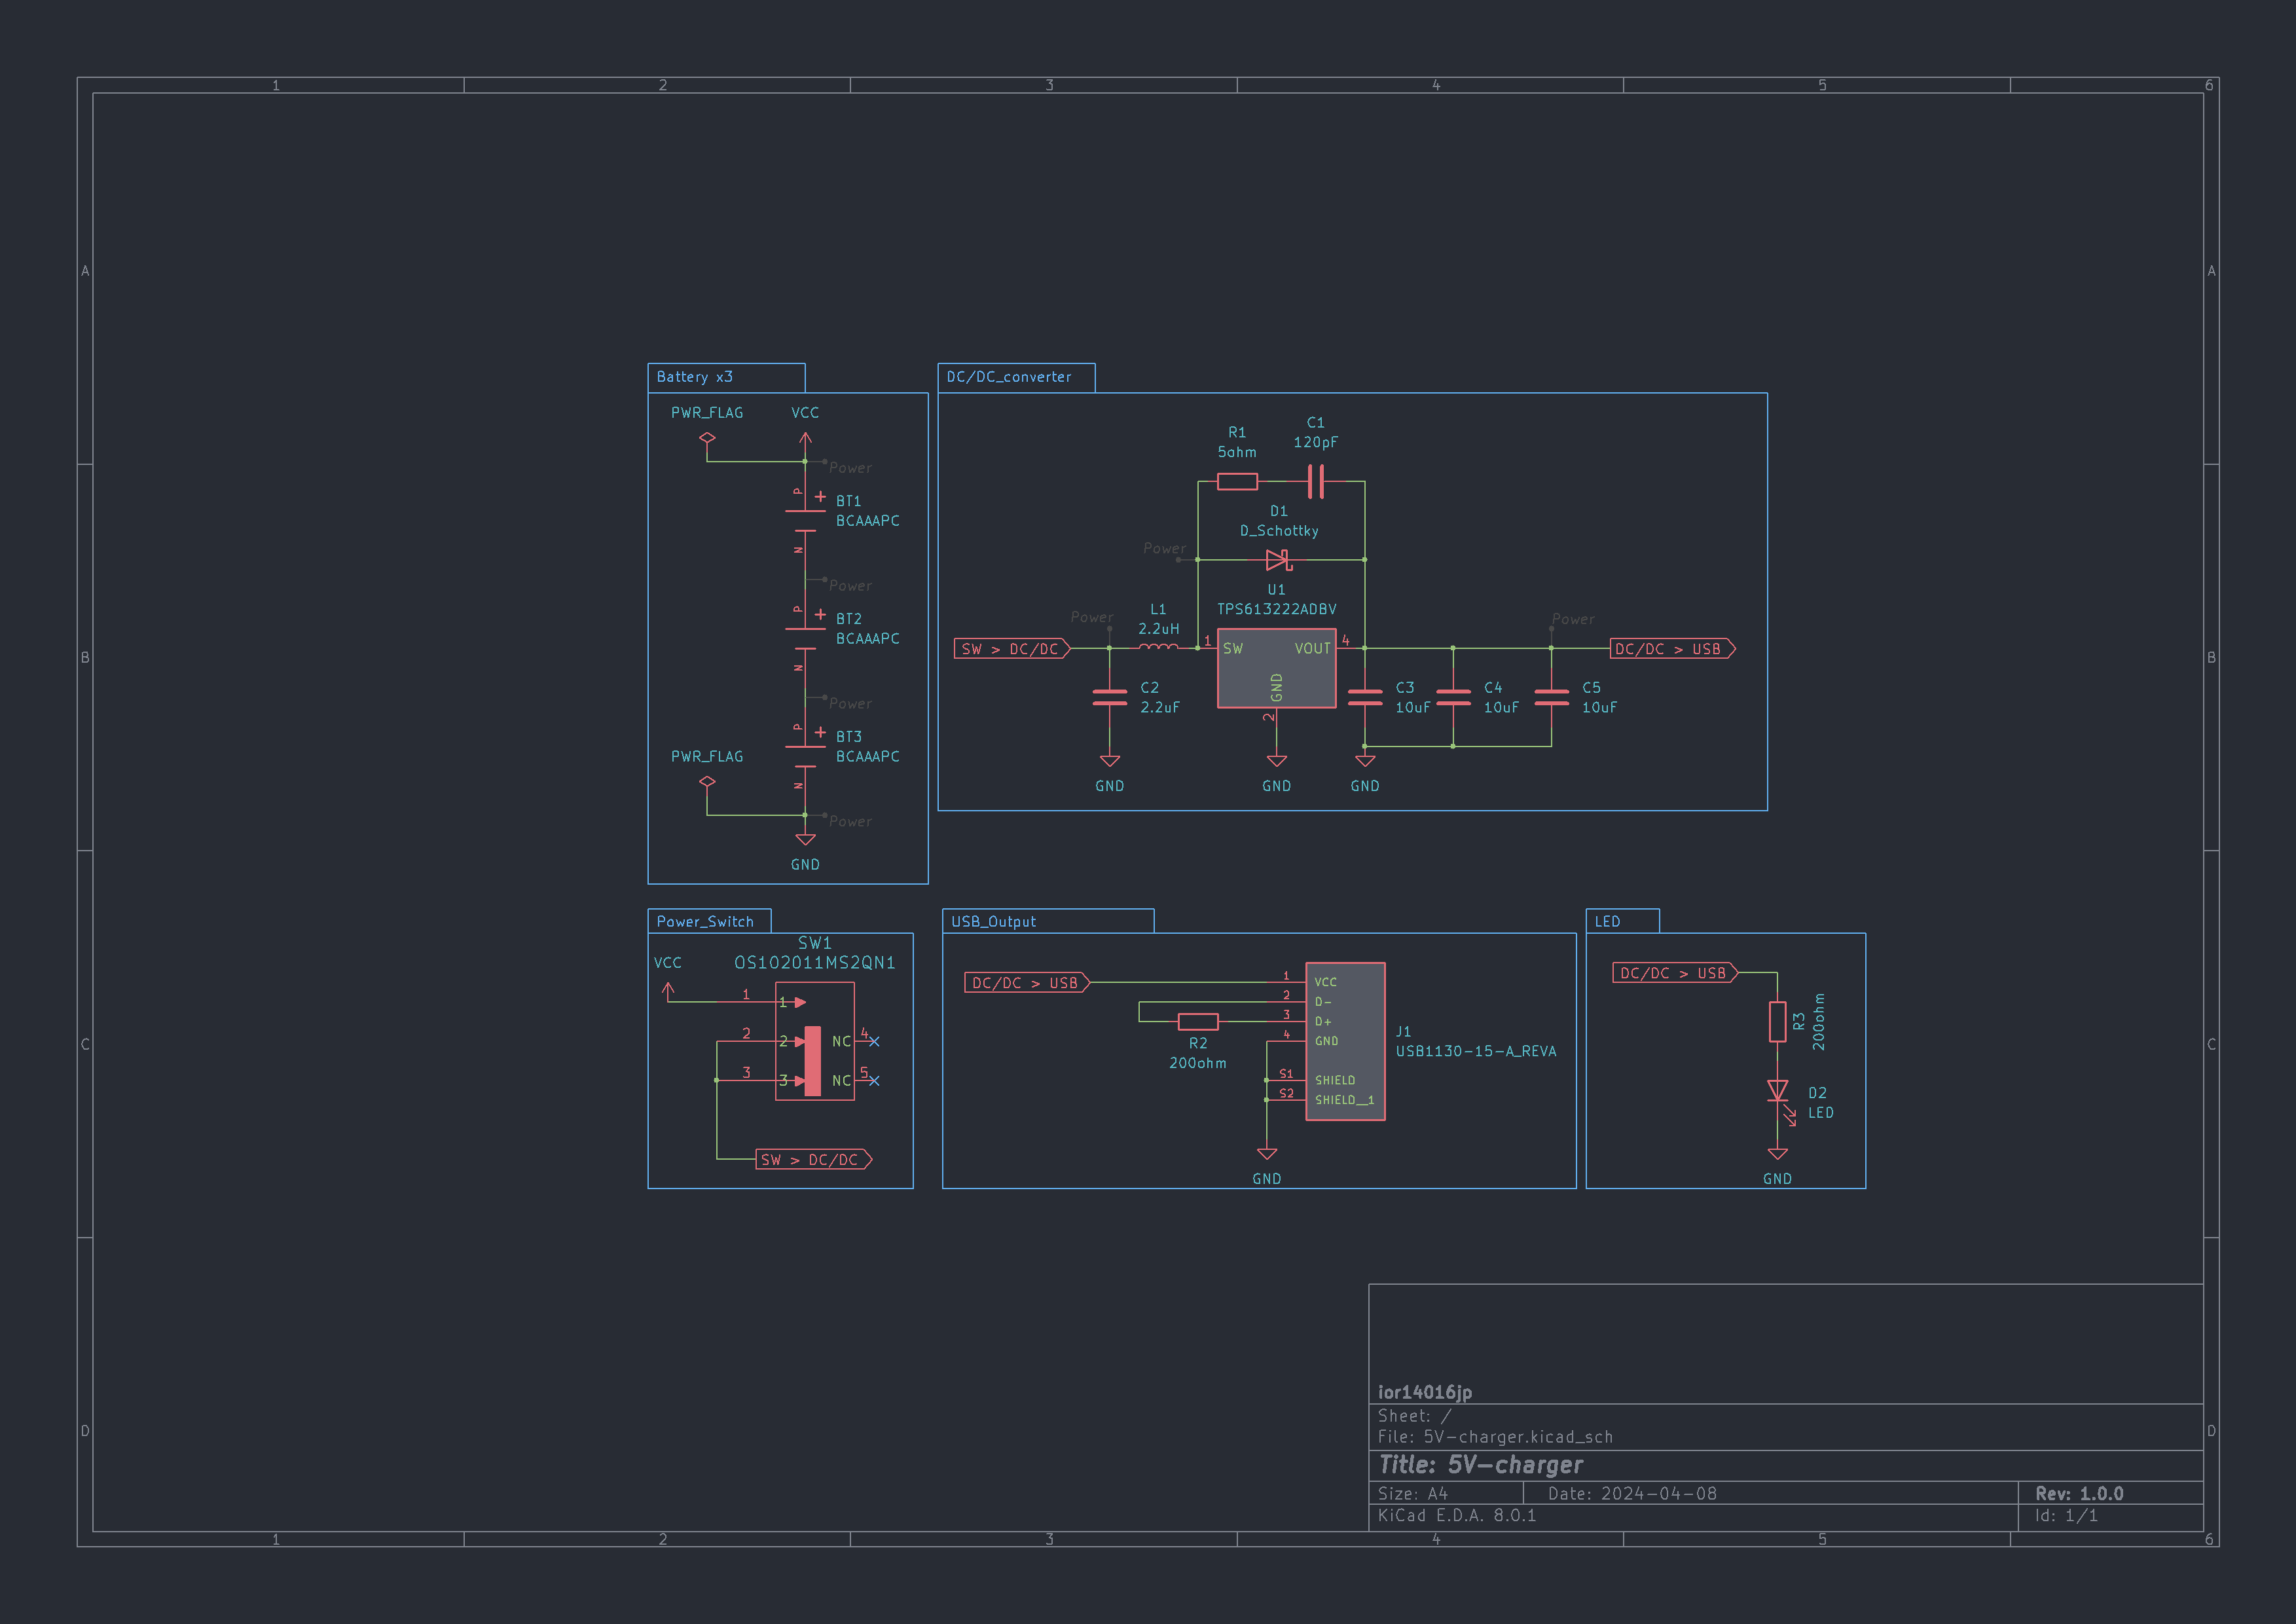 1 2 3 4 5 6
A A
B B
C C
D D
Battery x3
PWR_FLAG
VCC
Power
P
+
BT1
BCAAAPC
N
Power
P
+
BT2
BCAAAPC
N
Power
P
+
BT3
BCAAAPC
N
PWR_FLAG
Power
GND
DC/DC_converter
R1
5ohm
C1
120pF
D1
D_Schottky
Power
U1
TPS613222ADBV
Power
L1
2.2uH
SW > DC/DC
1
SW
VOUT
4
GND
2
Power
DC/DC > USB
C2
2.2uF
C3
10uF
C4
10uF
C5
10uF
GND
GND
GND
Power_Switch
SW1
OS102011MS2QN1
VCC
1
1
2
2
NC
4
3
3
NC
5
SW > DC/DC
USB_Output
DC/DC > USB
1
VCC
2
D-
3
D+
4
GND
S1
SHIELD
S2
SHIELD__1
R2
200ohm
J1
USB1130-15-A_REVA
GND
LED
DC/DC > USB
R3
200ohm
D2
LED
GND
ior14016jp
Sheet: /
File: 5V-charger.kicad_sch
Title: 5V-charger
Size: A4
Date: 2024-04-08
Rev: 1.0.0
KiCad E.D.A. 8.0.1
Id: 1/1
1 2 3 4 5 6